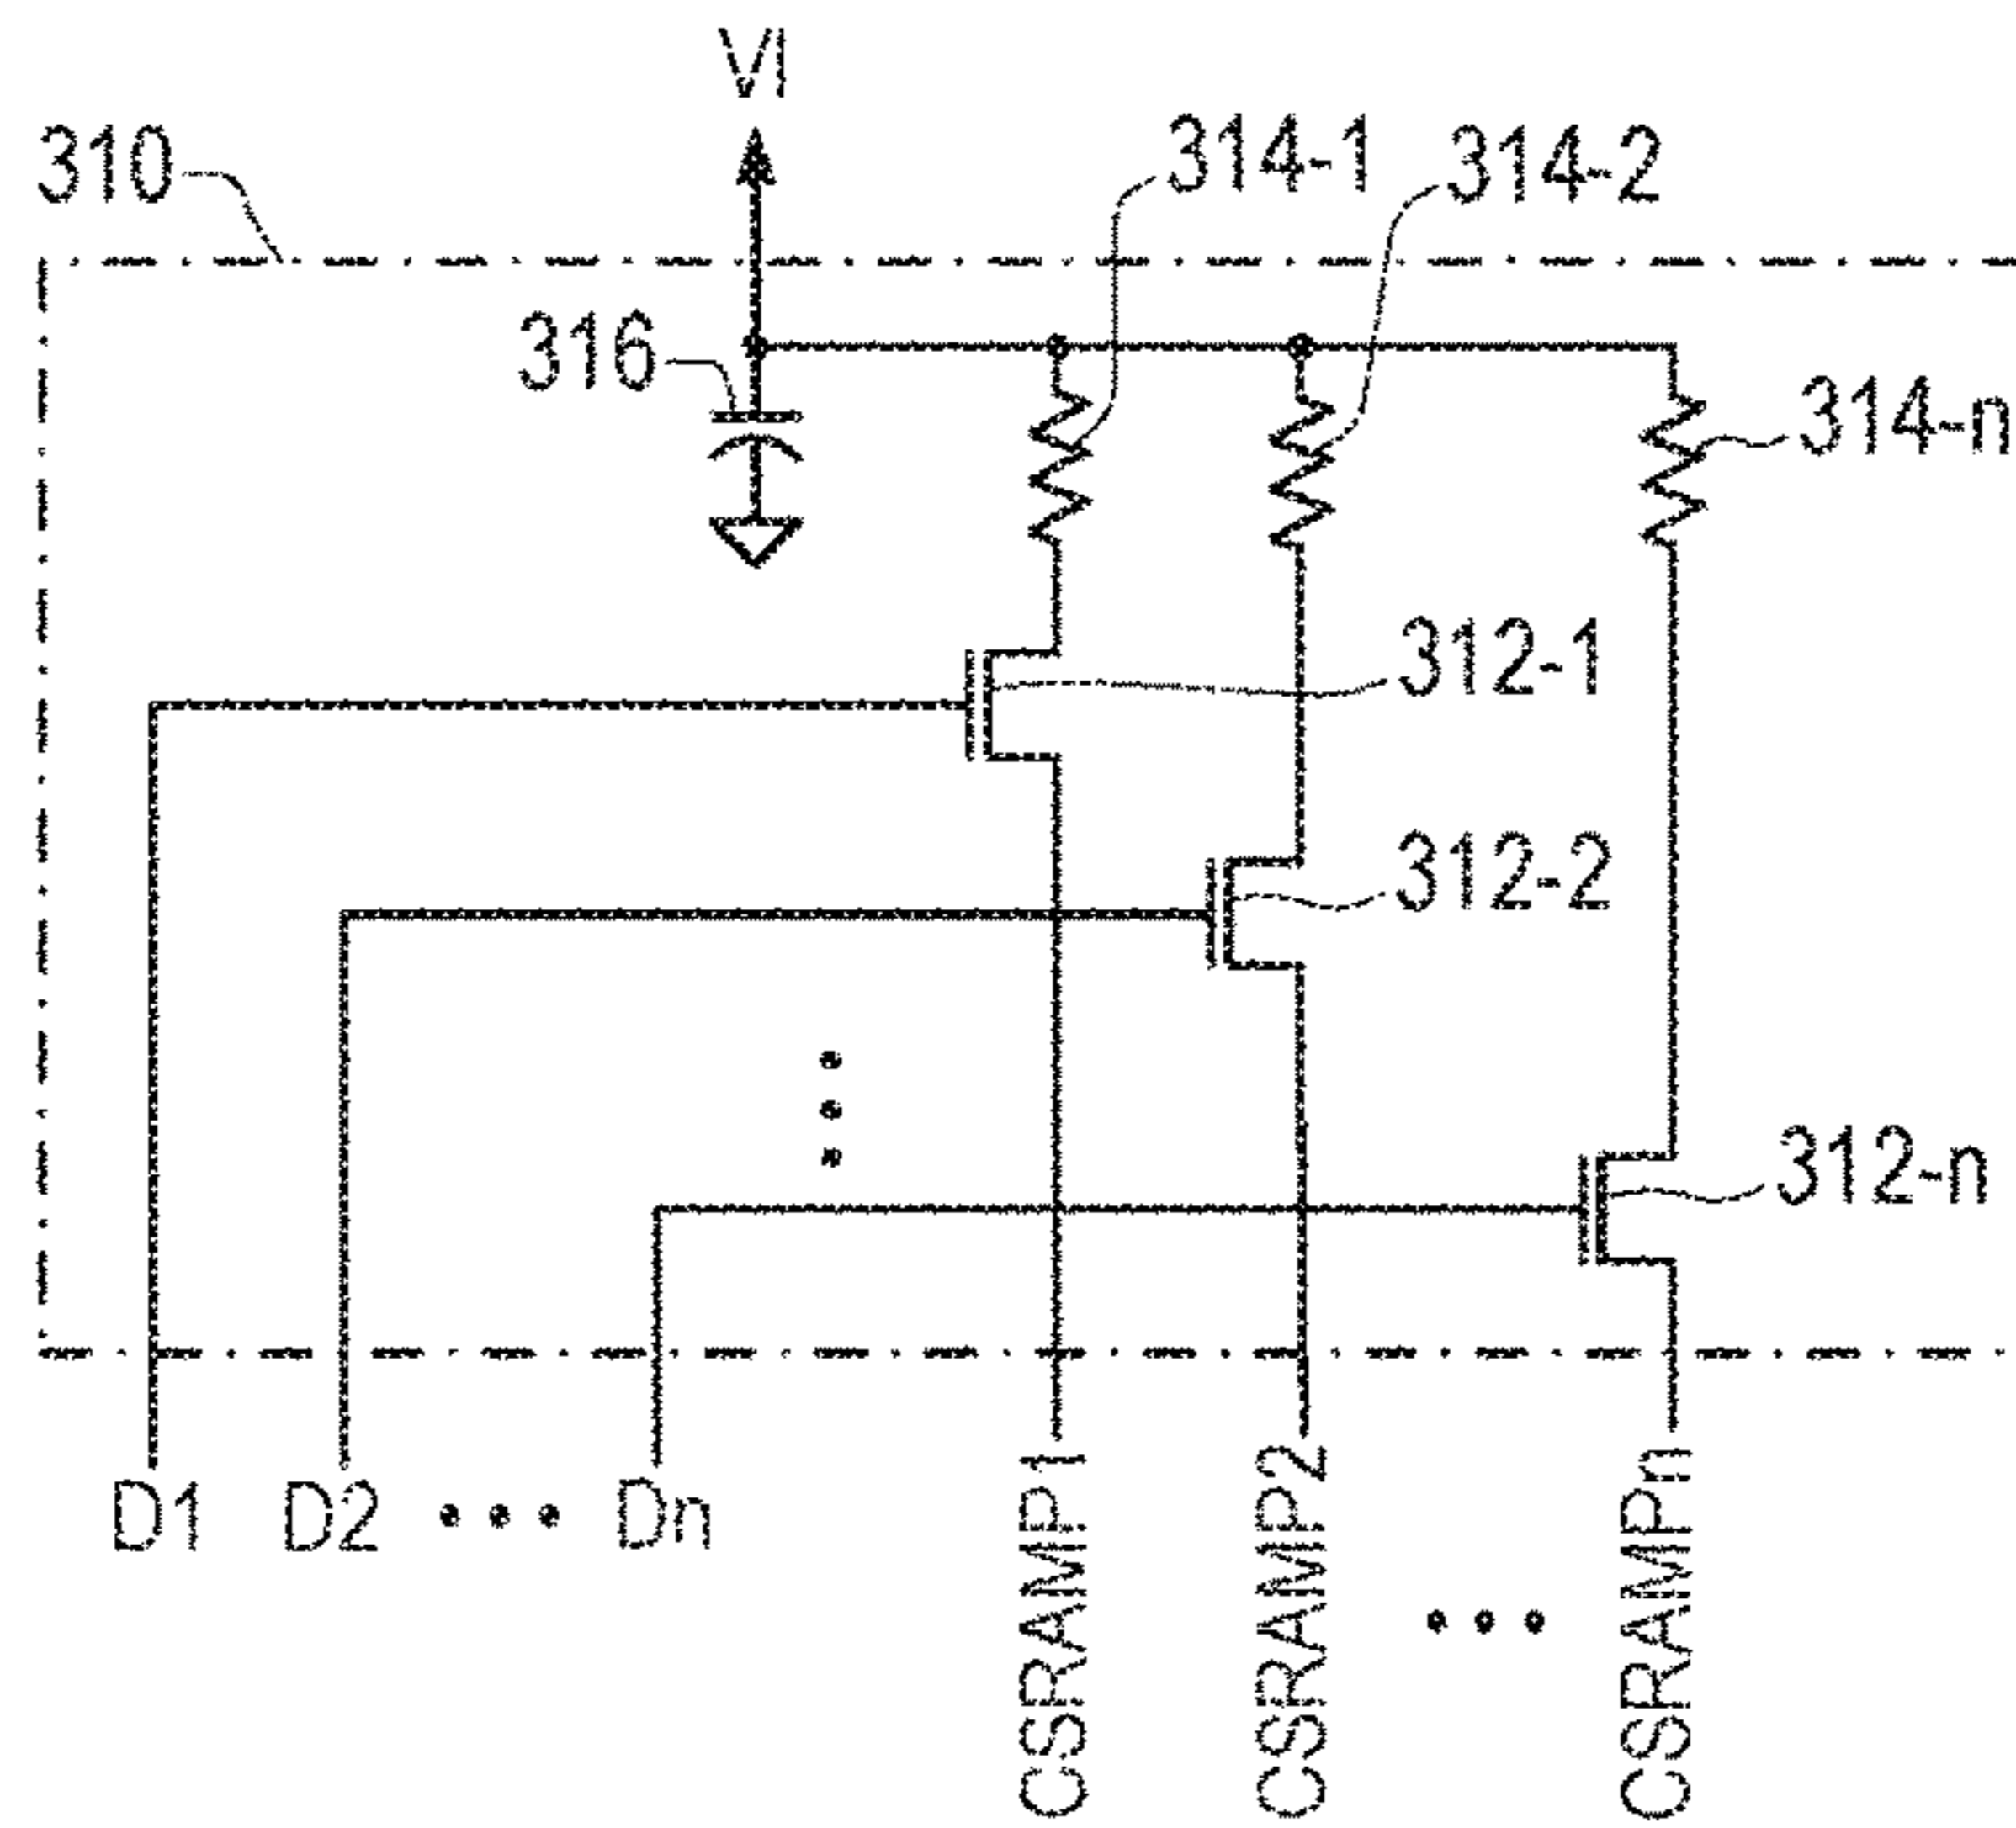 VI
310
314-1
314-2
316
314-n
312-1
312-2
312-n
D1 D2 ••• Dn
CSRAMP1
CSRAMP2
•••
CSRAMPn